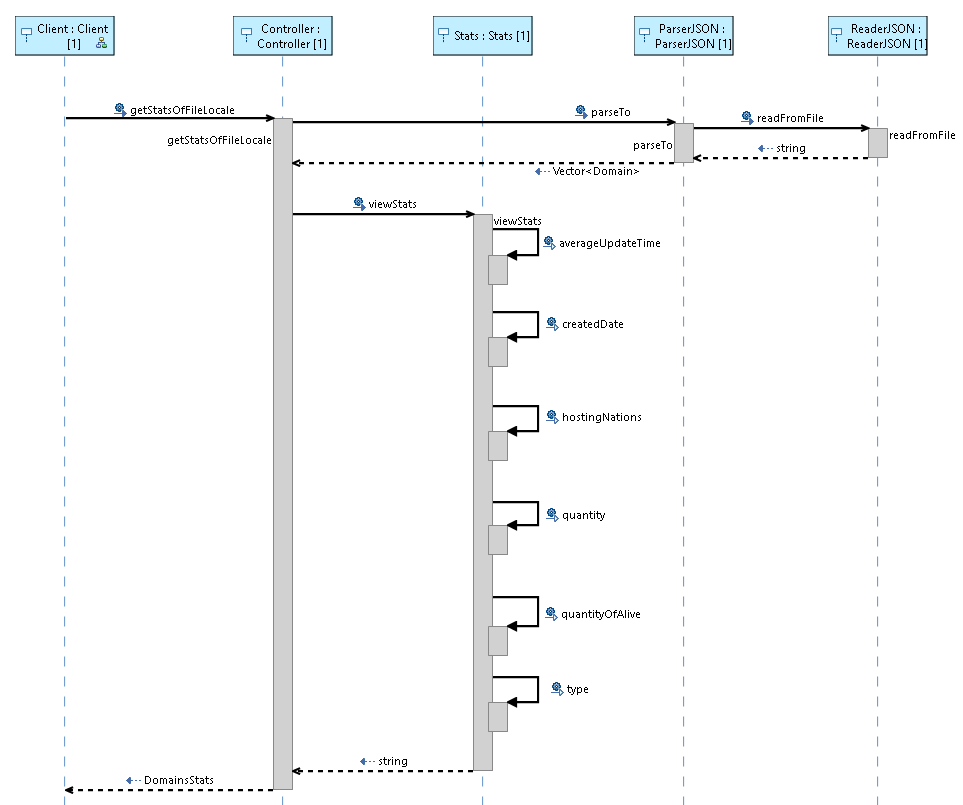 Client : Client
[1]
Controller :
Controller [1]
Stats : Stats [1]
ParserJSON :
ParserJSON [1]
ReaderJSON :
ReaderJSON [1]
getStatsOfFileLocale
parseTo
readFromFile
getStatsOfFileLocale
parseTo
readFromFile
string
Vector<Domain>
viewStats
viewStats
averageUpdateTime
createdDate
hostingNations
quantity
quantityOfAlive
type
string
DomainsStats